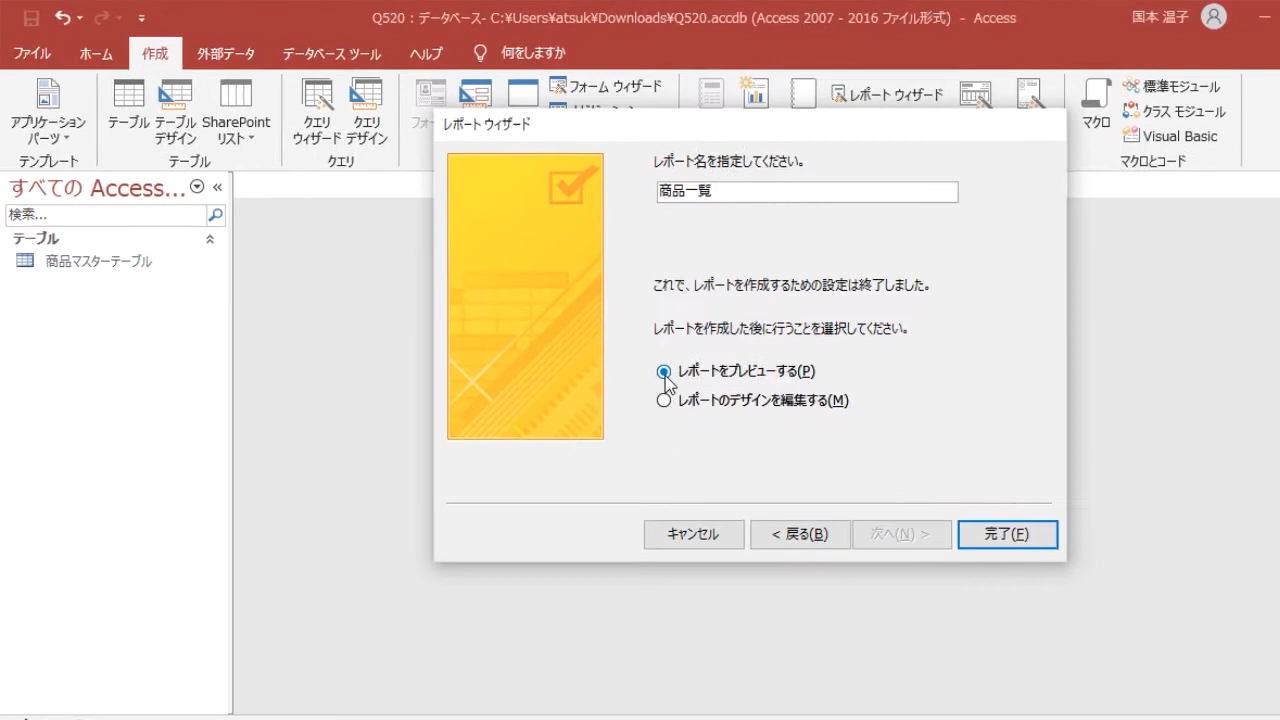 Q520 : データベース- C:¥Users¥atsuk¥Downloads¥Q520.accdb (Access 2007 - 2016 ファイル形式) - Access
国本 温子
ファイル ホーム 作成 外部データ データベース ツール ヘルプ 何をしますか
アプリケーション パーツ
テンプレート
テーブル
テーブル デザイン
SharePoint リスト
テーブル
クエリ ウィザード
クエリ デザイン
クエリ
フォーム ウィザード
レポート ウィザード
マクロ
標準モジュール
クラス モジュール
Visual Basic
マクロとコード
すべての Access... «
検索...
テーブル
商品マスターテーブル
レポート ウィザード
レポート名を指定してください。
商品一覧
これで、レポートを作成するための設定は終了しました。
レポートを作成した後に行うことを選択してください。
レポートをプレビューする(P)
レポートのデザインを編集する(M)
キャンセル
< 戻る(B)
次へ(N) >
完了(F)